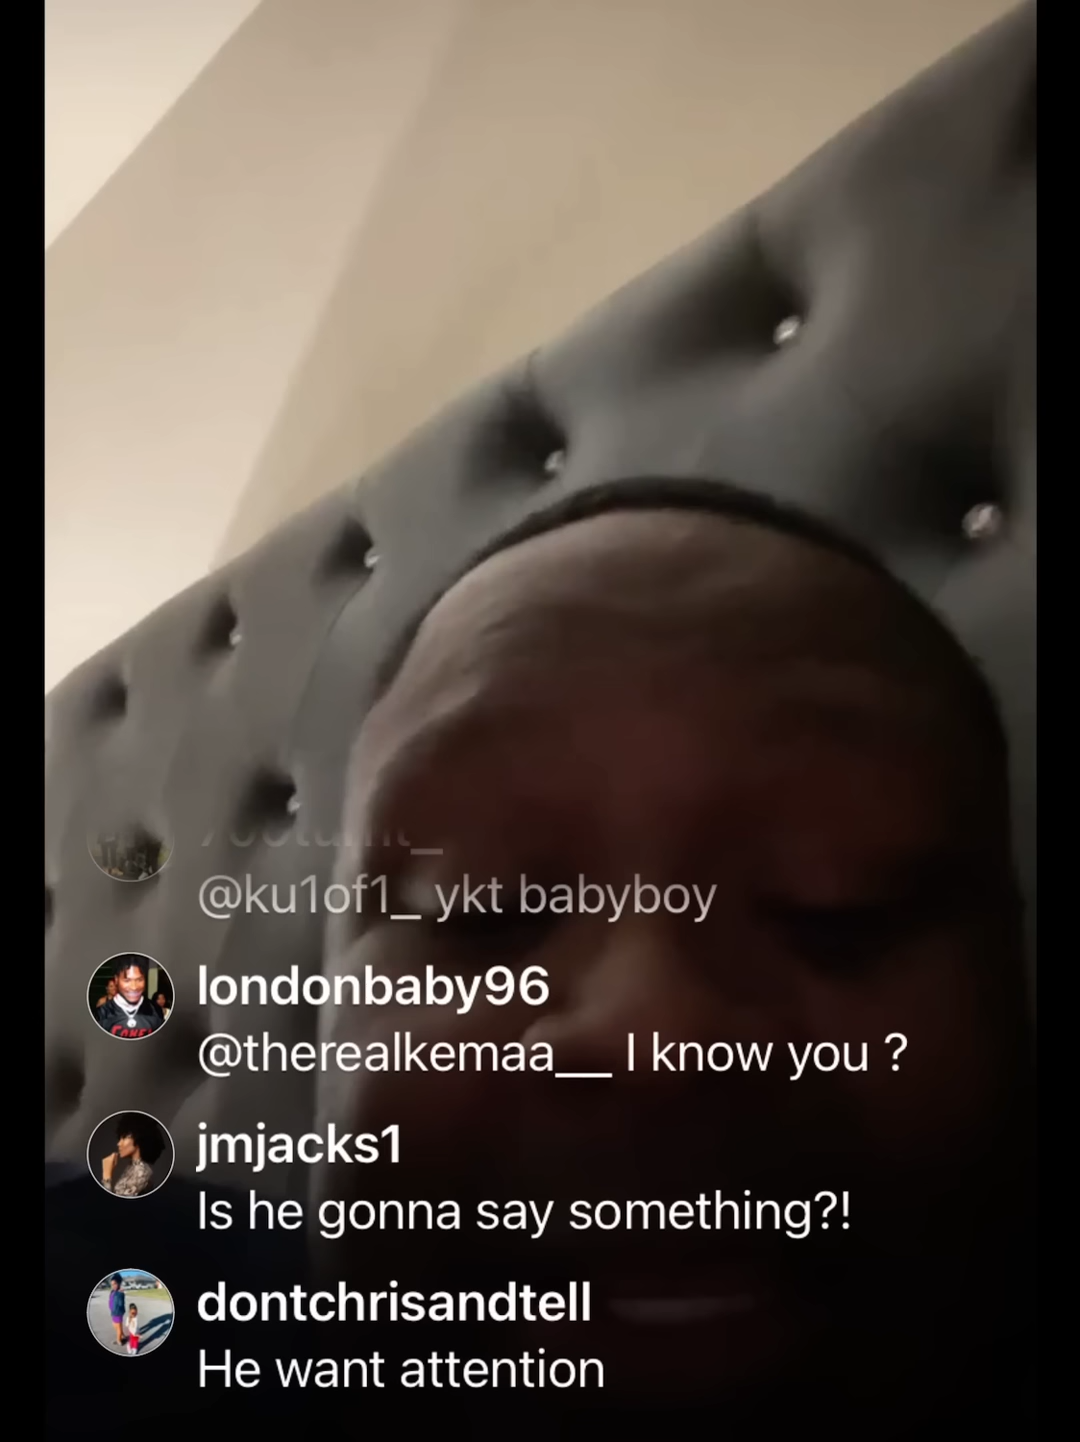 @ku1of1_ ykt babyboy
londonbaby96
@therealkemaa__ I know you ?
jmjacks1
Is he gonna say something?!
dontchrisandtell
He want attention